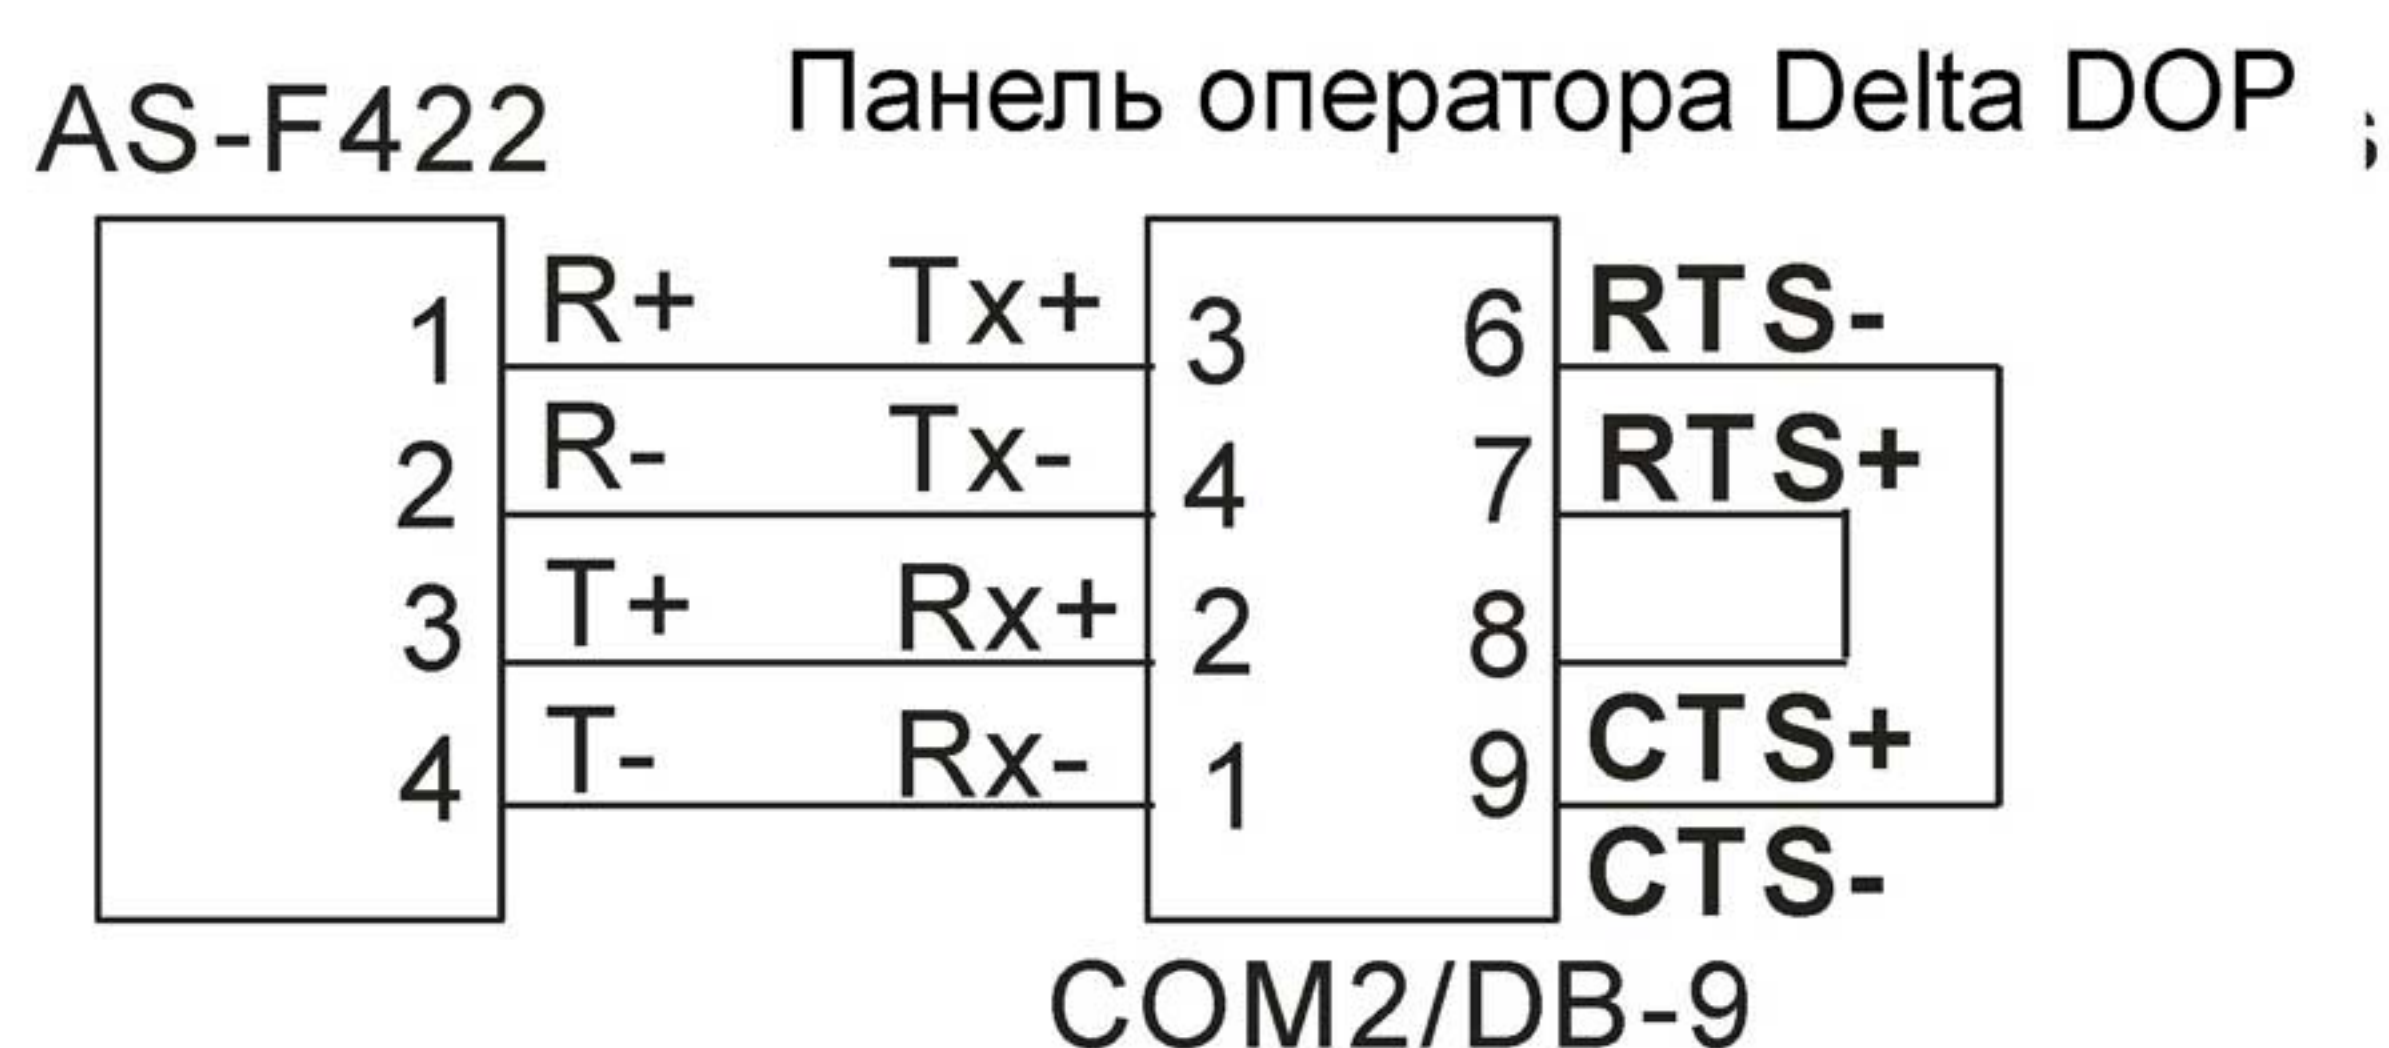 AS-F422
Панель оператора Delta DOP
1 R+ Tx+ 3 6 RTS-
2 R- Tx- 4 7 RTS+
3 T+ Rx+ 2 8 CTS+
4 T- Rx- 1 9 CTS-
COM2/DB-9